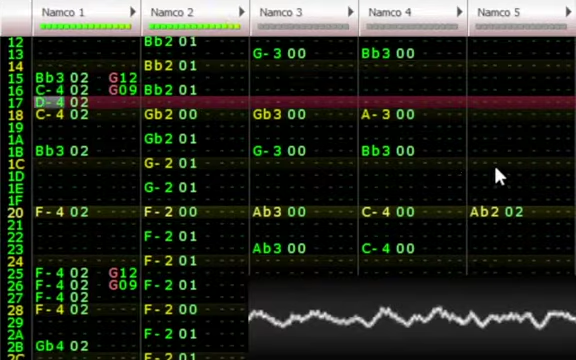 Namco 1 Namco 2 Namco 3 Namco 4 Namco 5
12 Bb2 01
13 G-3 00 Bb3 00
14 Bb2 01
15 Bb3 02 G12
16 C-4 02 G09 Bb2 01
17 D-4 02
18 C-4 02 Gb2 00 Gb3 00 A-3 00
19
1A Gb2 01
1B Bb3 02 G-3 00 Bb3 00
1C G-2 01
1D
1E G-2 01
1F
20 F-4 02 F-2 00 Ab3 00 C-4 00 Ab2 02
21
22 F-2 01
23 Ab3 00 C-4 00
24 F-2 01
25 F-4 02 G12
26 F-4 02 G09 F-2 01
27 F-4 02
28 F-4 02 F-2 00
29
2A F-2 01
2B Gb4 02
2C F-2 01